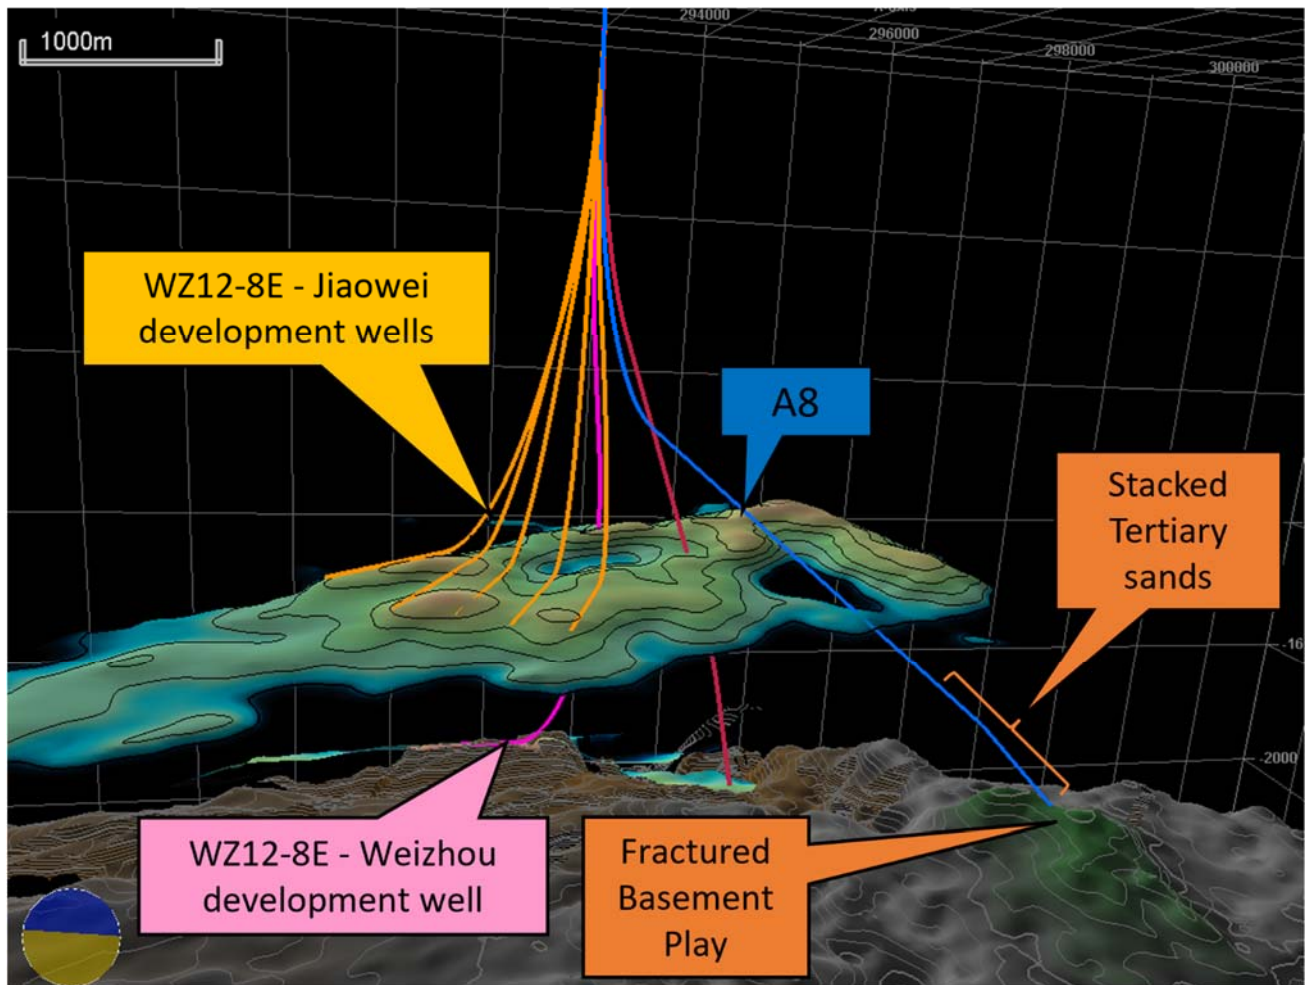 1000m
294000
296000
298000
300000
WZ12-8E - Jiaowei
development wells
A8
Stacked
Tertiary
sands
-2000
WZ12-8E - Weizhou
development well
Fractured
Basement
Play